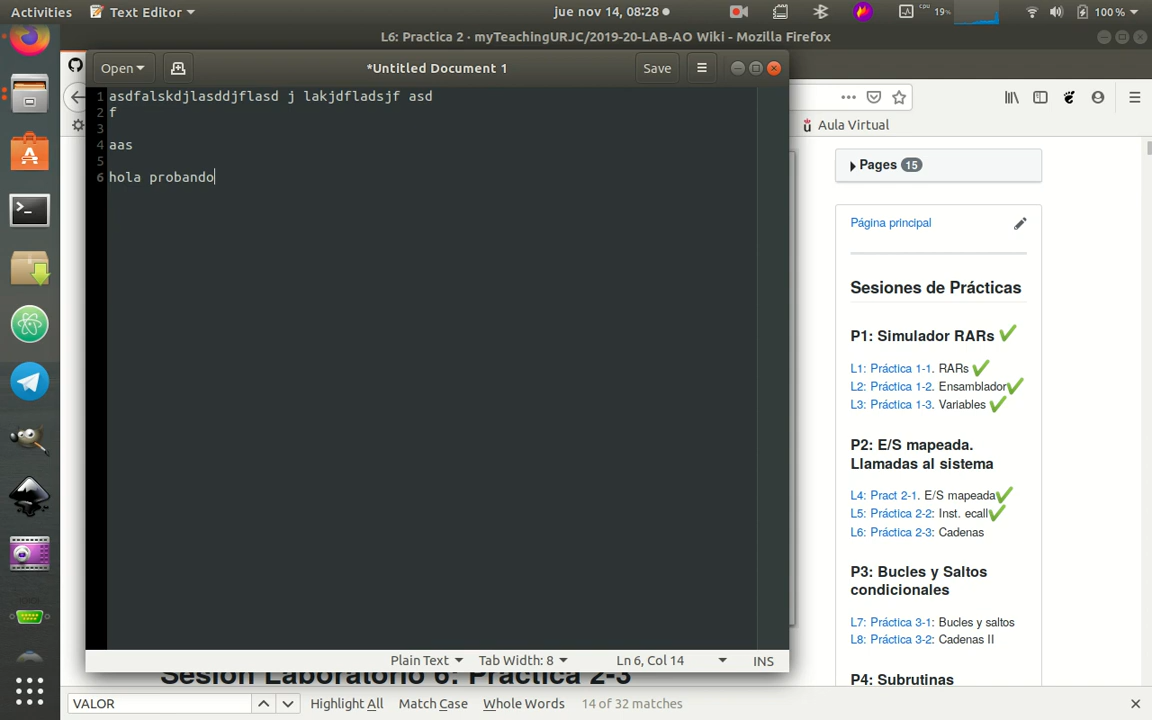 Activities
Text Editor
jue nov 14, 08:28
cpu
19%
100 %
L6: Practica 2 · myTeachingURJC/2019-20-LAB-AO Wiki - Mozilla Firefox
Open
*Untitled Document 1
Save
1 asdfalskdjlasddjflasd j lakjdfladsjf asd
2 f
3
4 aas
5
6 hola probando
Aula Virtual
Pages 15
Página principal
Sesiones de Prácticas
P1: Simulador RARs
L1: Práctica 1-1. RARs
L2: Práctica 1-2. Ensamblador
L3: Práctica 1-3. Variables
P2: E/S mapeada.
Llamadas al sistema
L4: Pract 2-1. E/S mapeada
L5: Práctica 2-2: Inst. ecall
L6: Práctica 2-3: Cadenas
P3: Bucles y Saltos
condicionales
L7: Práctica 3-1: Bucles y saltos
L8: Práctica 3-2: Cadenas II
P4: Subrutinas
Plain Text
Tab Width: 8
Ln 6, Col 14
INS
Sesión Laboratorio 6: Práctica 2-3
VALOR
Highlight All
Match Case
Whole Words
14 of 32 matches